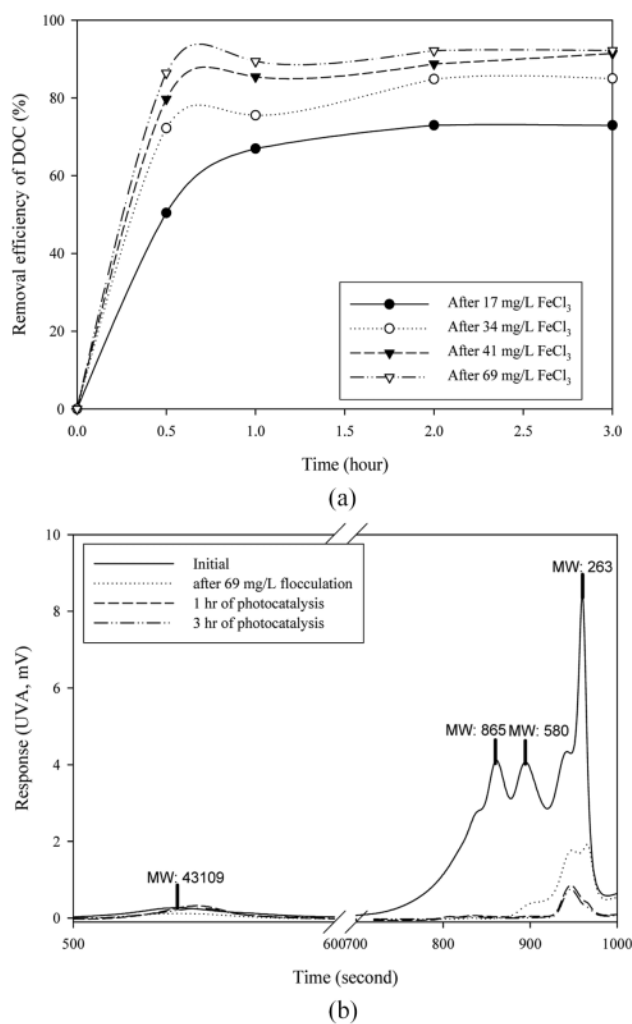 100
80
60
40
20
0
Removal efficiency of DOC (%)
After 17 mg/L FeCl3
After 34 mg/L FeCl3
After 41 mg/L FeCl3
After 69 mg/L FeCl3
0.0 0.5 1.0 1.5 2.0 2.5 3.0
Time (hour)
(a)
10
8
6
4
2
0
Response (UVA, mV)
Initial
after 69 mg/L flocculation
1 hr of photocatalysis
3 hr of photocatalysis
MW: 263
MW: 865 MW: 580
MW: 43109
500 600 700 800 900 1000
Time (second)
(b)